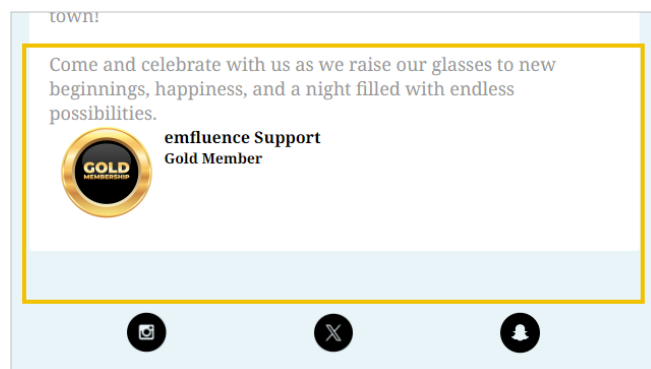 town!
Come and celebrate with us as we raise our glasses to new
beginnings, happiness, and a night filled with endless
possibilities.
emfluence Support
Gold Member
GOLD
MEMBERSHIP